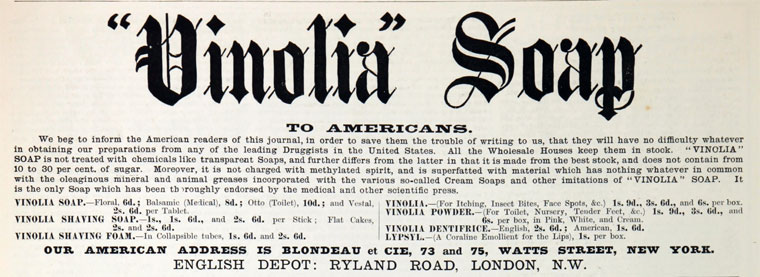 "Vinolia" Soap
TO AMERICANS.
We beg to inform the American readers of this journal, in order to save them the trouble of writing to us, that they will have no difficulty whatever
in obtaining our preparations from any of the leading Druggists in the United States. All the Wholesale Houses keep them in stock. "VINOLIA"
SOAP is not treated with chemicals like transparent Soaps, and further differs from the latter in that it is made from the best stock, and does not contain from
10 to 30 per cent. of sugar. Moreover, it is not charged with methylated spirit, and is superfatted with material which has nothing whatever in common
with the oleaginous mineral and animal greases incorporated with the various so-called Cream Soaps and other imitations of "VINOLIA" SOAP. It
is the only Soap which has been thoroughly endorsed by the medical and other scientific press.
VINOLIA SOAP.—Floral, 6d.; Balsamic (Medical), 8d.; Otto (Toilet), 10d.; and Vestal,
2s. 6d. per Tablet.
VINOLIA SHAVING SOAP.—1s., 1s. 6d., and 2s. 6d. per Stick; Flat Cakes,
2s. and 2s. 6d.
VINOLIA SHAVING FOAM.—In Collapsible tubes, 1s. 6d. and 2s. 6d.
VINOLIA.—(For Itching, Insect Bites, Face Spots, &c.) 1s. 9d., 3s. 6d., and 6s. per box.
VINOLIA POWDER.—(For Toilet, Nursery, Tender Feet, &c.) 1s. 9d., 3s. 6d., and
6s. per box, in Pink, White, and Cream.
VINOLIA DENTIFRICE.—English, 2s. 6d.; American, 1s. 6d.
LYPSYL.—(A Coraline Emollient for the Lips), 1s. per box.
OUR AMERICAN ADDRESS IS BLONDEAU et CIE, 73 and 75, WATTS STREET, NEW YORK.
ENGLISH DEPOT: RYLAND ROAD, LONDON, N.W.